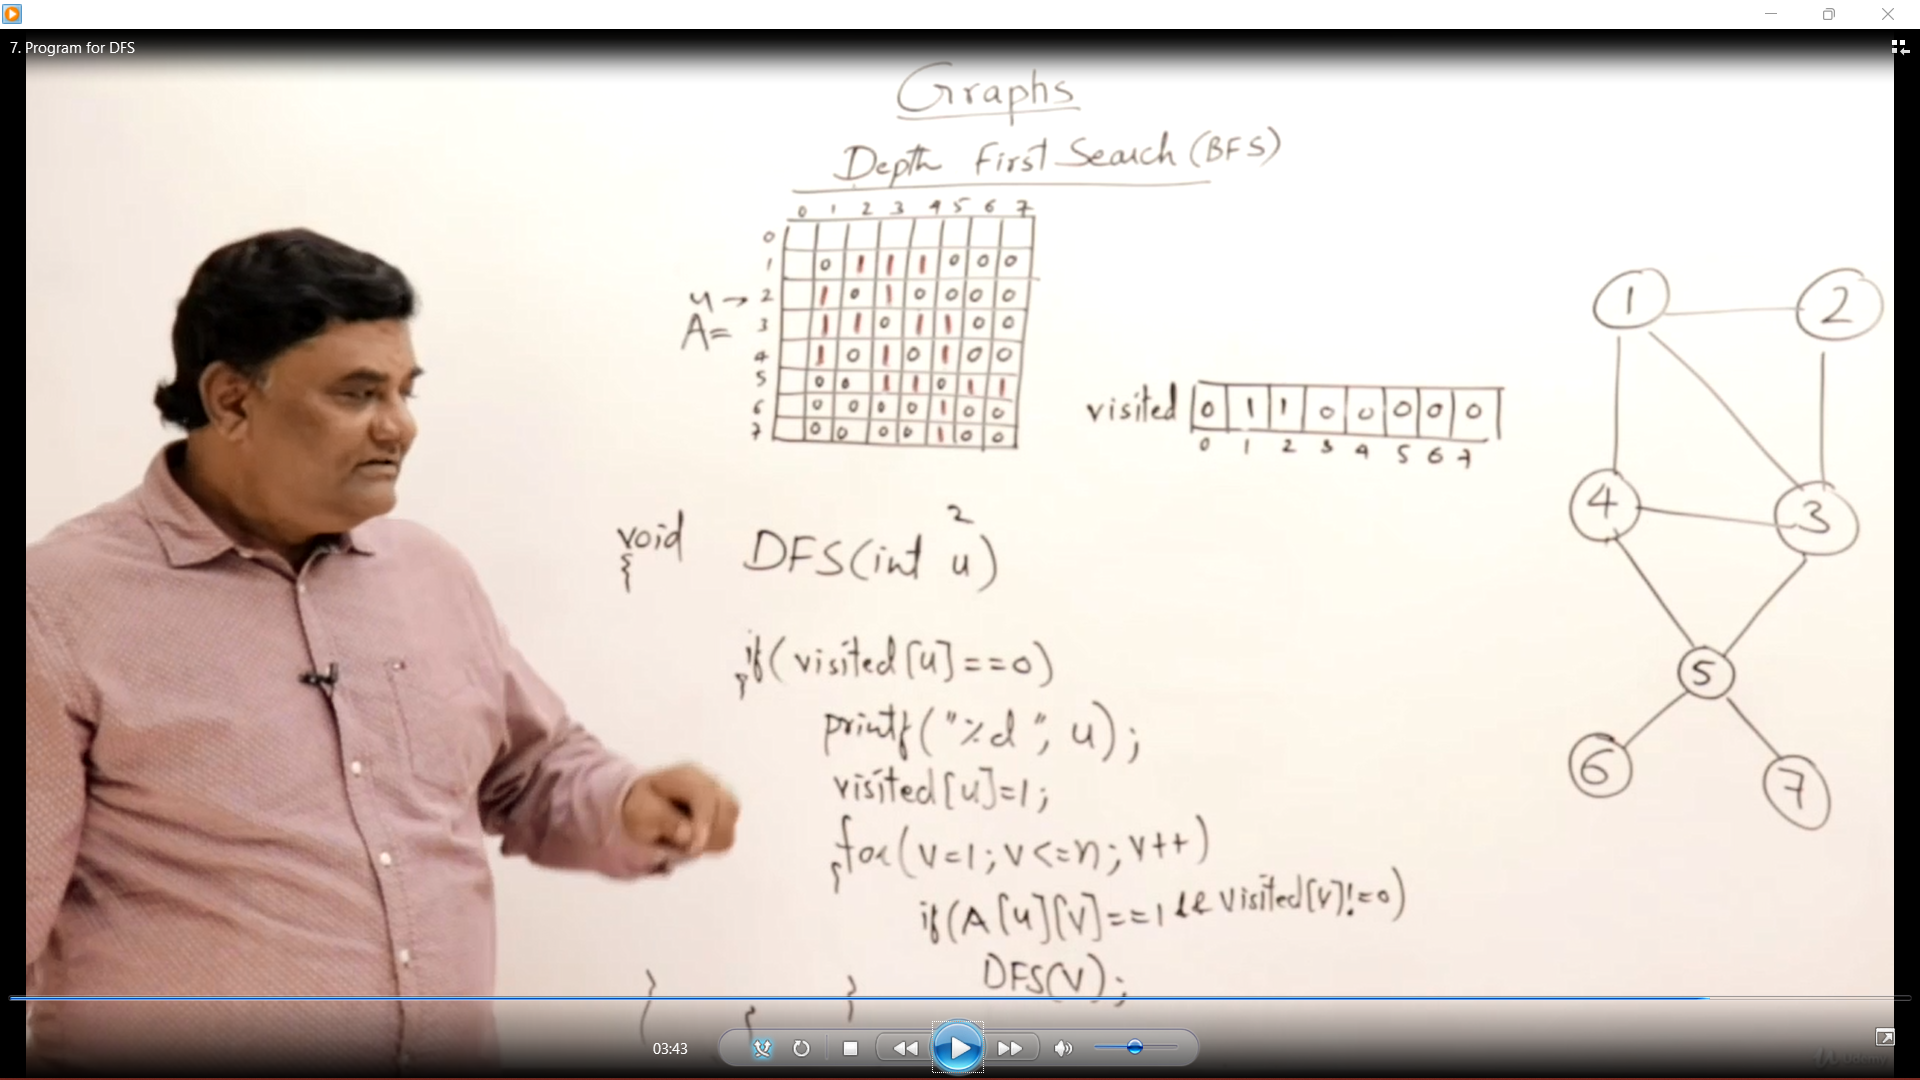 7. Program for DFS
Graphs
Depth First Search (BFS)
0 1 2 3 4 5 6 7
0
1 0 1 1 1 0 0 0
u → 2 1 0 1 0 0 0 0
A= 3 1 1 0 1 1 0 0
4 1 0 1 0 1 0 0
5 0 0 1 1 0 1 1
6 0 0 0 0 1 0 0
7 0 0 0 0 1 0 0
visited 0 1 1 0 0 0 0 0
0 1 2 3 4 5 6 7
1 2
4 3
5
6 7
2
void DFS(int u)
{
if(visited[u]==0)
{
printf("%d", u);
visited[u]=1;
for(v=1; v<=n; v++)
{
if(A[u][v]==1 && visited[v]!=0)
DFS(v);
}
}
}
03:43
Udemy